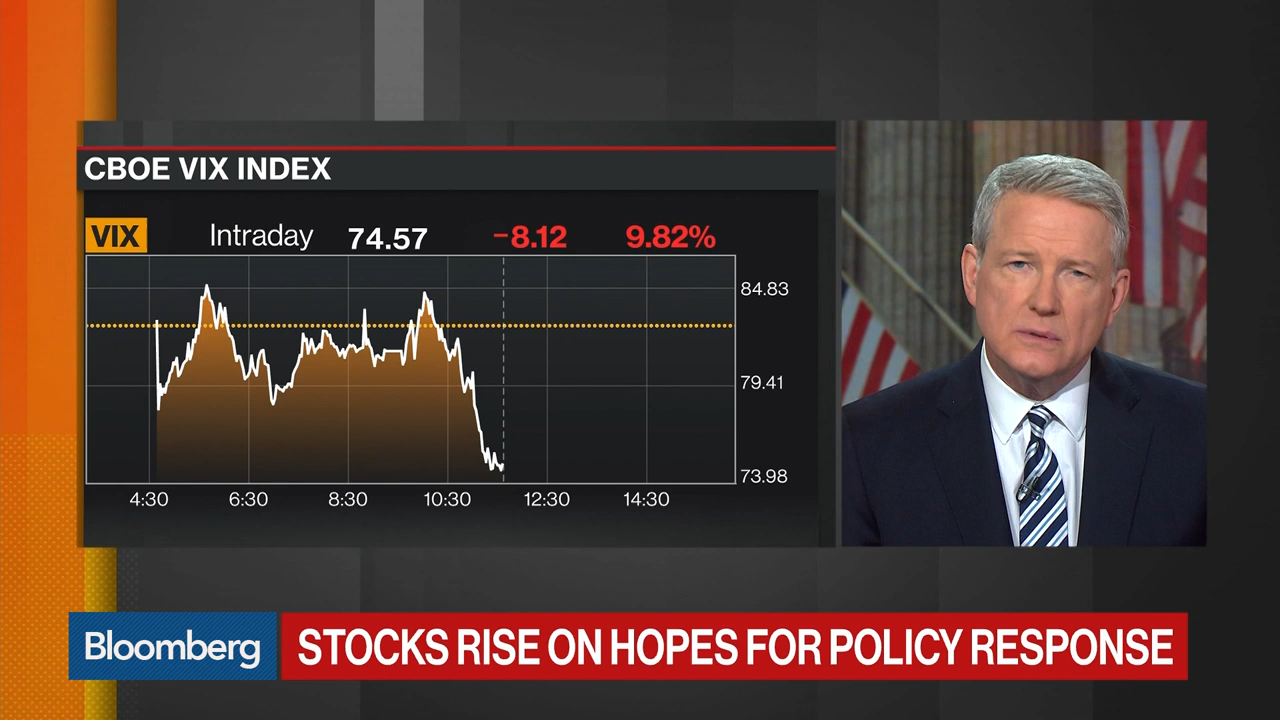 CBOE VIX INDEX
VIX Intraday 74.57 −8.12 9.82%
84.83
79.41
73.98
4:30 6:30 8:30 10:30 12:30 14:30
Bloomberg STOCKS RISE ON HOPES FOR POLICY RESPONSE